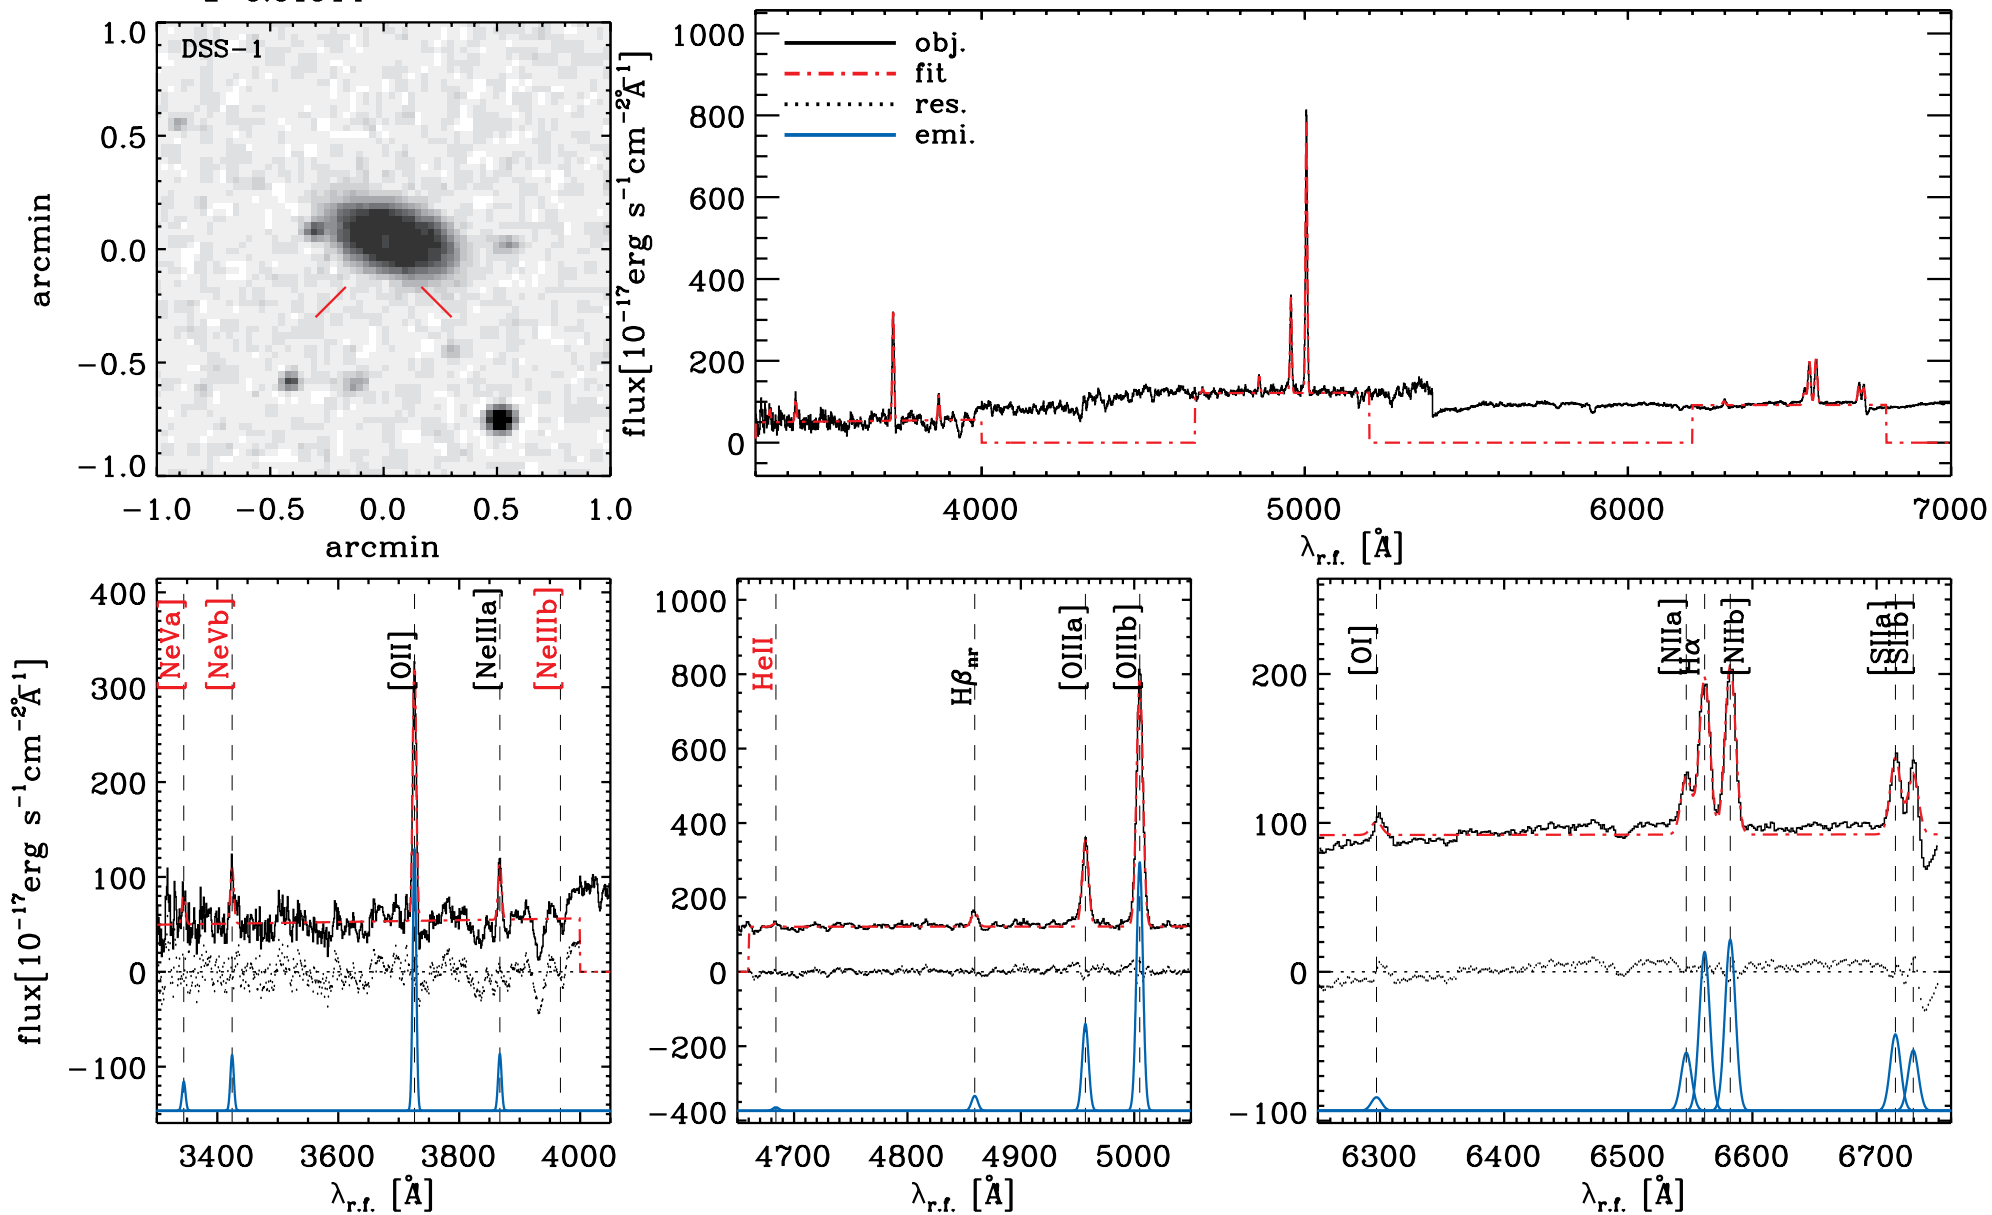 DSS-1
1.0
0.5
0.0
−0.5
−1.0
arcmin
−1.0 −0.5 0.0 0.5 1.0
arcmin
flux[10⁻¹⁷erg s⁻¹cm⁻²Å⁻¹]
1000
800
600
400
200
0
obj.
fit
res.
emi.
4000 5000 6000 7000
λr.f. [Å]
flux[10⁻¹⁷erg s⁻¹cm⁻²Å⁻¹]
400
300
200
100
0
−100
[NeVa] [NeVb] [OII] [NeIIIa] [NeIIIb]
3400 3600 3800 4000
λr.f. [Å]
1000
800
600
400
200
0
−200
−400
HeII Hβnr [OIIIa] [OIIIb]
4700 4800 4900 5000
λr.f. [Å]
200
100
0
−100
[OI] [NIIa] Hα [NIIb] [SIIa] [SIIb]
6300 6400 6500 6600 6700
λr.f. [Å]